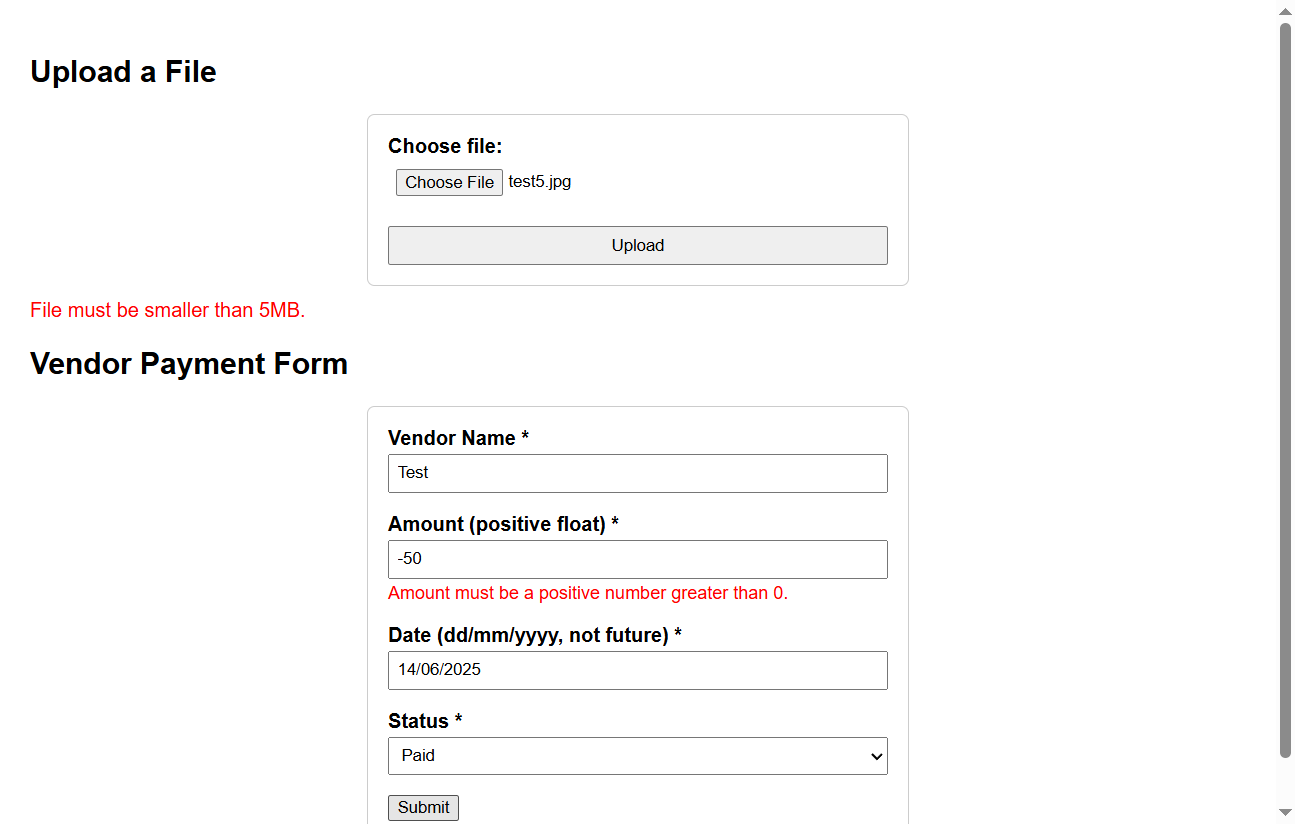 Upload a File
Choose file:
Choose File test5.jpg
Upload
File must be smaller than 5MB.
Vendor Payment Form
Vendor Name *
Test
Amount (positive float) *
-50
Amount must be a positive number greater than 0.
Date (dd/mm/yyyy, not future) *
14/06/2025
Status *
Paid
Submit